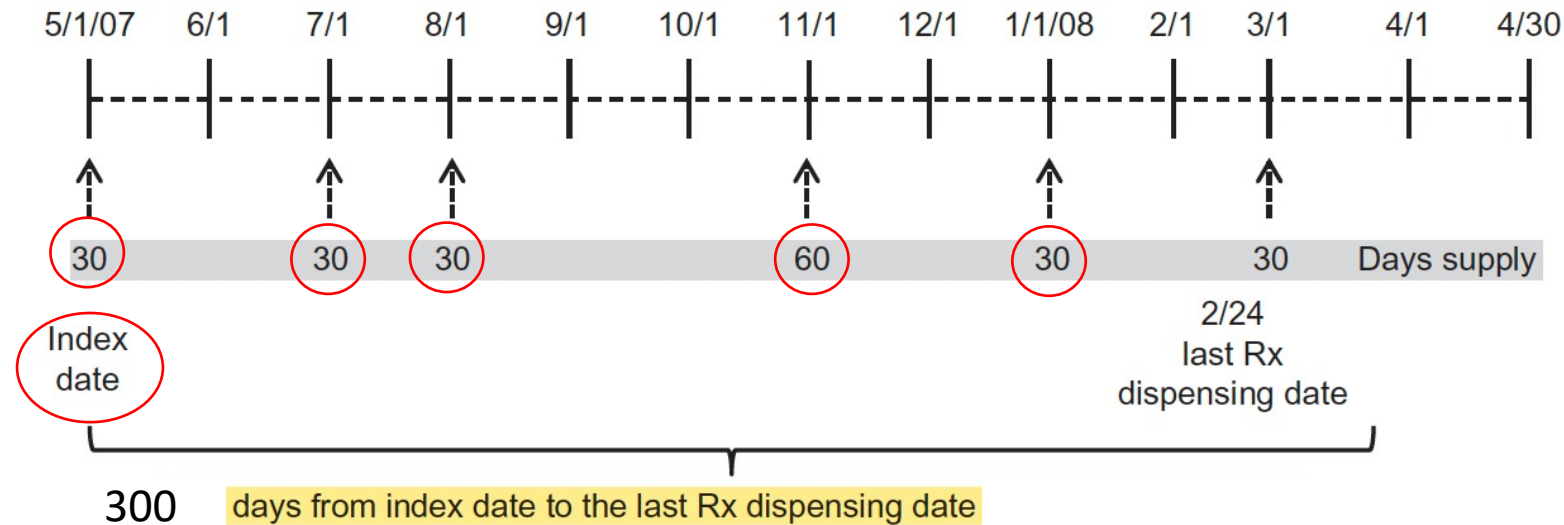 5/1/07 6/1 7/1 8/1 9/1 10/1 11/1 12/1 1/1/08 2/1 3/1 4/1 4/30
30 30 30 60 30 30 Days supply
Index
date
2/24
last Rx
dispensing date
300 days from index date to the last Rx dispensing date